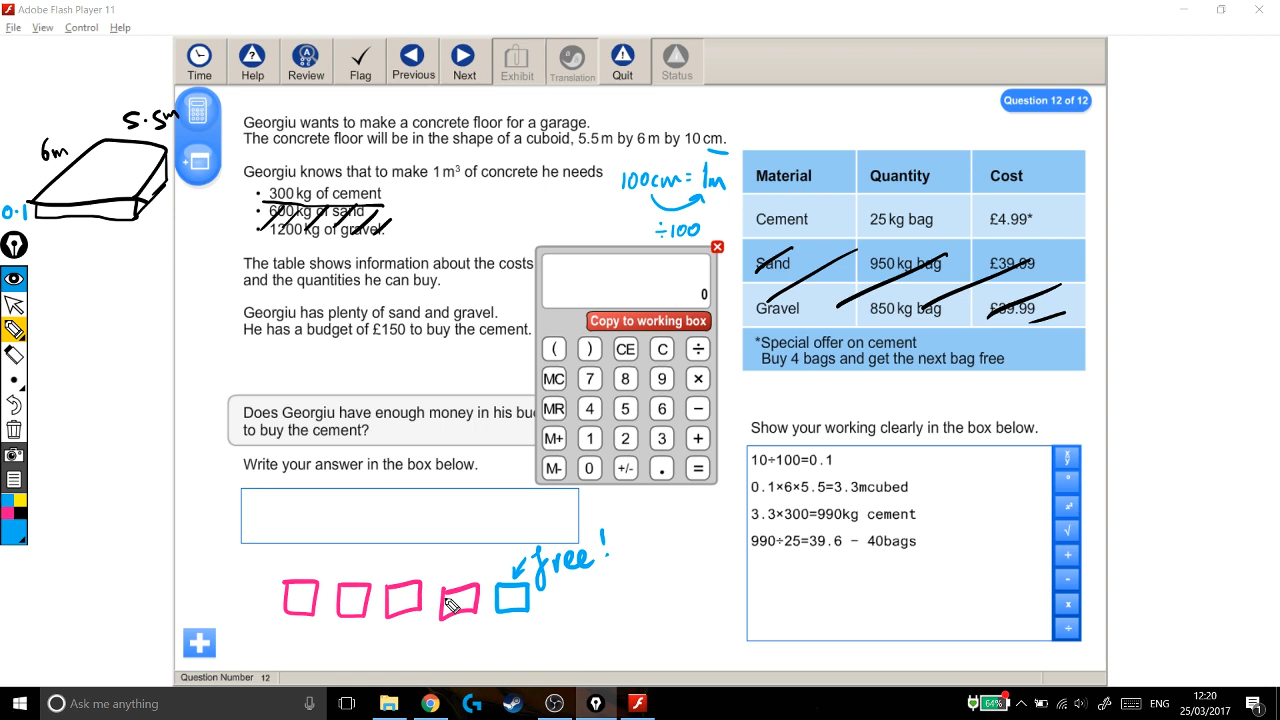 Adobe Flash Player 11
File View Control Help
Time Help Review Flag Previous Next Exhibit Translation Quit Status
Question 12 of 12
Georgiu wants to make a concrete floor for a garage.
The concrete floor will be in the shape of a cuboid, 5.5 m by 6 m by 10 cm.
Georgiu knows that to make 1 m³ of concrete he needs
• 300 kg of cement
• 600 kg of sand
• 1200 kg of gravel.
The table shows information about the costs
and the quantities he can buy.
Georgiu has plenty of sand and gravel.
He has a budget of £150 to buy the cement.
Does Georgiu have enough money in his bu
to buy the cement?
Write your answer in the box below.
5.5m
6m
0.1
100cm = 1m
÷100
0
Copy to working box
( ) CE C ÷
MC 7 8 9 ×
MR 4 5 6 −
M+ 1 2 3 +
M- 0 +/- . =
Material Quantity Cost
Cement 25 kg bag £4.99*
Sand 950 kg bag £39.99
Gravel 850 kg bag £39.99
*Special offer on cement
Buy 4 bags and get the next bag free
Show your working clearly in the box below.
10÷100=0.1
0.1×6×5.5=3.3mcubed
3.3×300=990kg cement
990÷25=39.6 − 40bags
x/y
°
x²
√
+
-
x
÷
free!
Question Number 12
Ask me anything
64%
ENG
12:20
25/03/2017
1